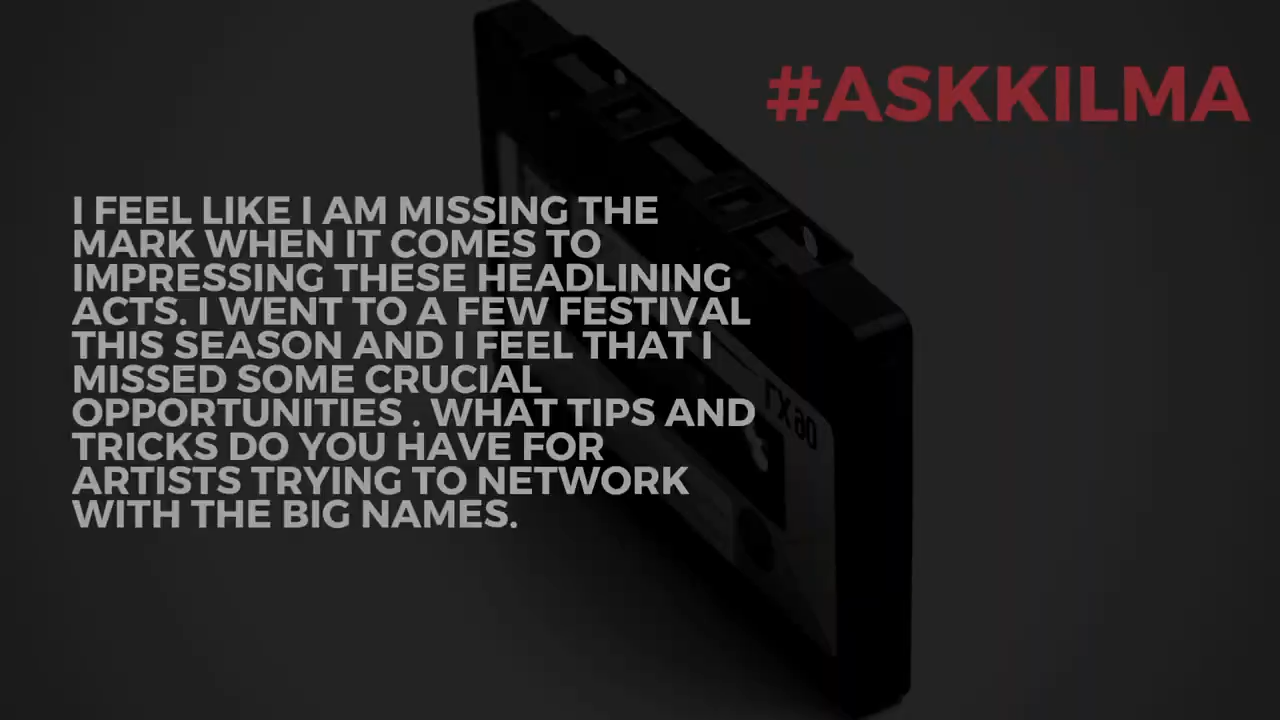 #ASKKILMA
I FEEL LIKE I AM MISSING THE
MARK WHEN IT COMES TO
IMPRESSING THESE HEADLINING
ACTS. I WENT TO A FEW FESTIVAL
THIS SEASON AND I FEEL THAT I
MISSED SOME CRUCIAL
OPPORTUNITIES . WHAT TIPS AND
TRICKS DO YOU HAVE FOR
ARTISTS TRYING TO NETWORK
WITH THE BIG NAMES.